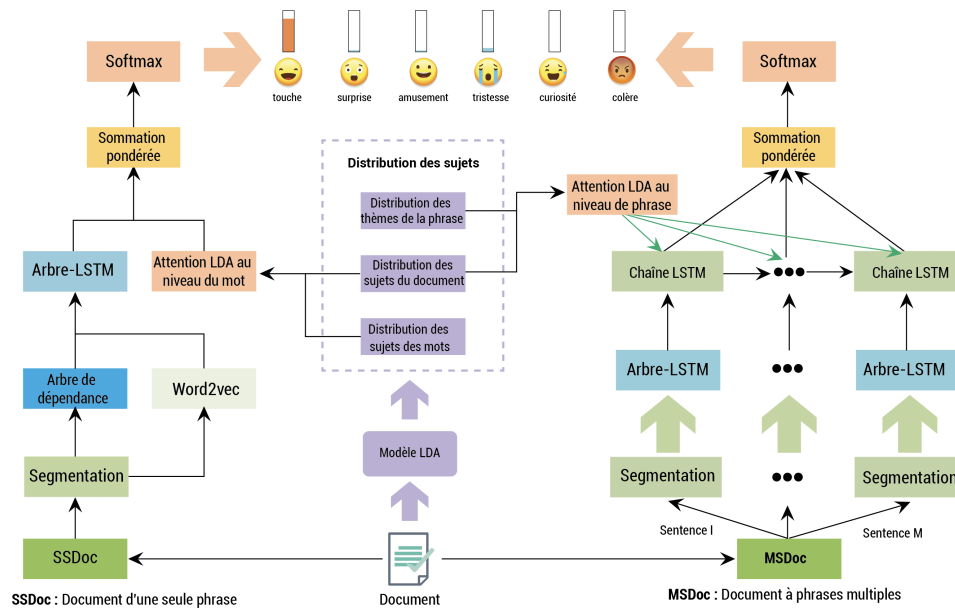 Softmax
touche
surprise
amusement
tristesse
curiosité
colère
Softmax
Sommation
pondérée
Distribution des sujets
Sommation
pondérée
Distribution des
thèmes de la phrase
Attention LDA au
niveau de phrase
Arbre-LSTM
Attention LDA au
niveau du mot
Distribution des
sujets du document
Chaîne LSTM
Chaîne LSTM
Distribution des
sujets des mots
Arbre de
dépendance
Word2vec
Arbre-LSTM
Arbre-LSTM
Modèle LDA
Segmentation
Segmentation
Segmentation
Sentence I
Sentence M
SSDoc
MSDoc
SSDoc : Document d'une seule phrase
Document
MSDoc : Document à phrases multiples